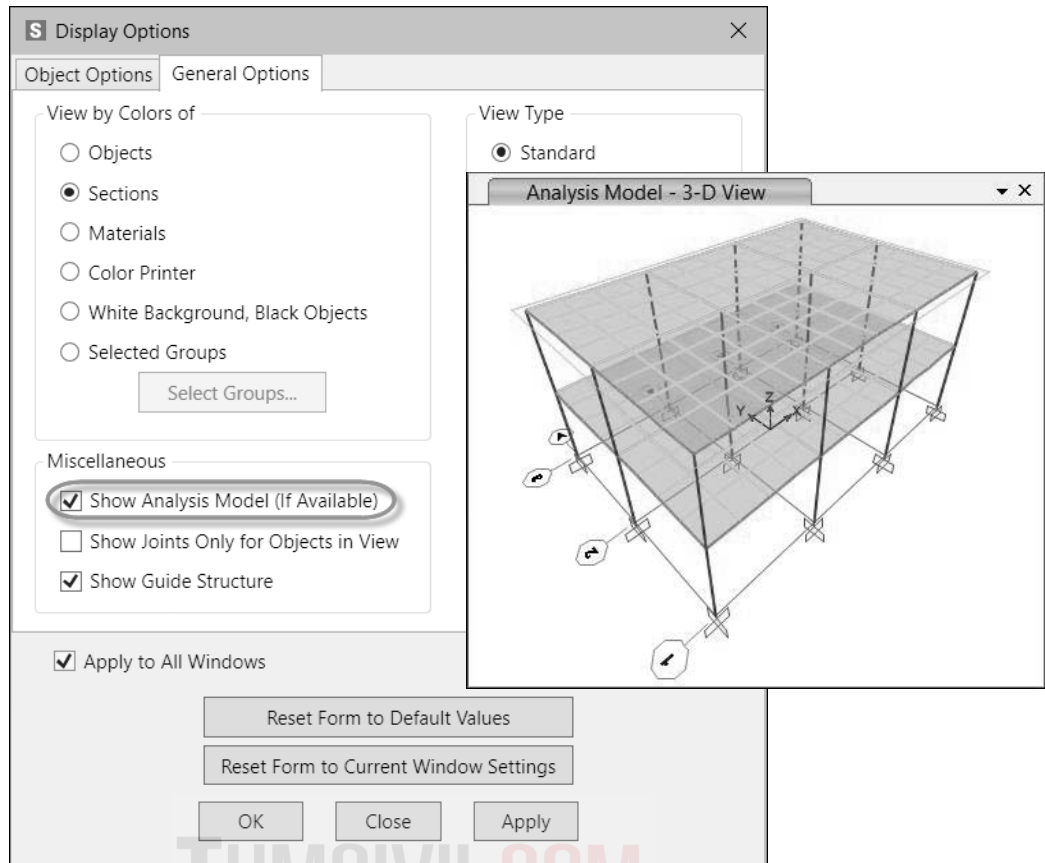 S Display Options
Object Options General Options
View by Colors of
Objects
Sections
Materials
Color Printer
White Background, Black Objects
Selected Groups
Select Groups...
View Type
Standard
Analysis Model - 3-D View
Z
Y X
Miscellaneous
Show Analysis Model (If Available)
Show Joints Only for Objects in View
Show Guide Structure
Apply to All Windows
Reset Form to Default Values
Reset Form to Current Window Settings
OK Close Apply
TUMCIVIL.COM